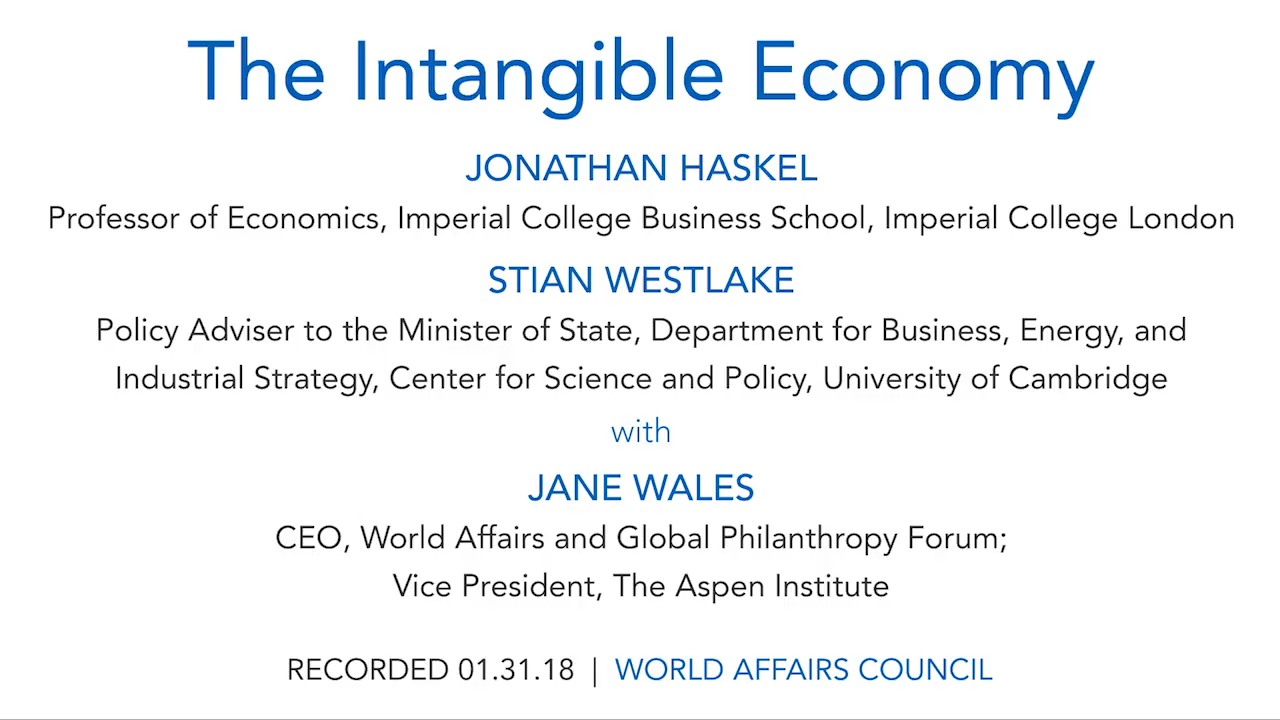 The Intangible Economy
JONATHAN HASKEL
Professor of Economics, Imperial College Business School, Imperial College London
STIAN WESTLAKE
Policy Adviser to the Minister of State, Department for Business, Energy, and
Industrial Strategy, Center for Science and Policy, University of Cambridge
with
JANE WALES
CEO, World Affairs and Global Philanthropy Forum;
Vice President, The Aspen Institute
RECORDED 01.31.18 | WORLD AFFAIRS COUNCIL